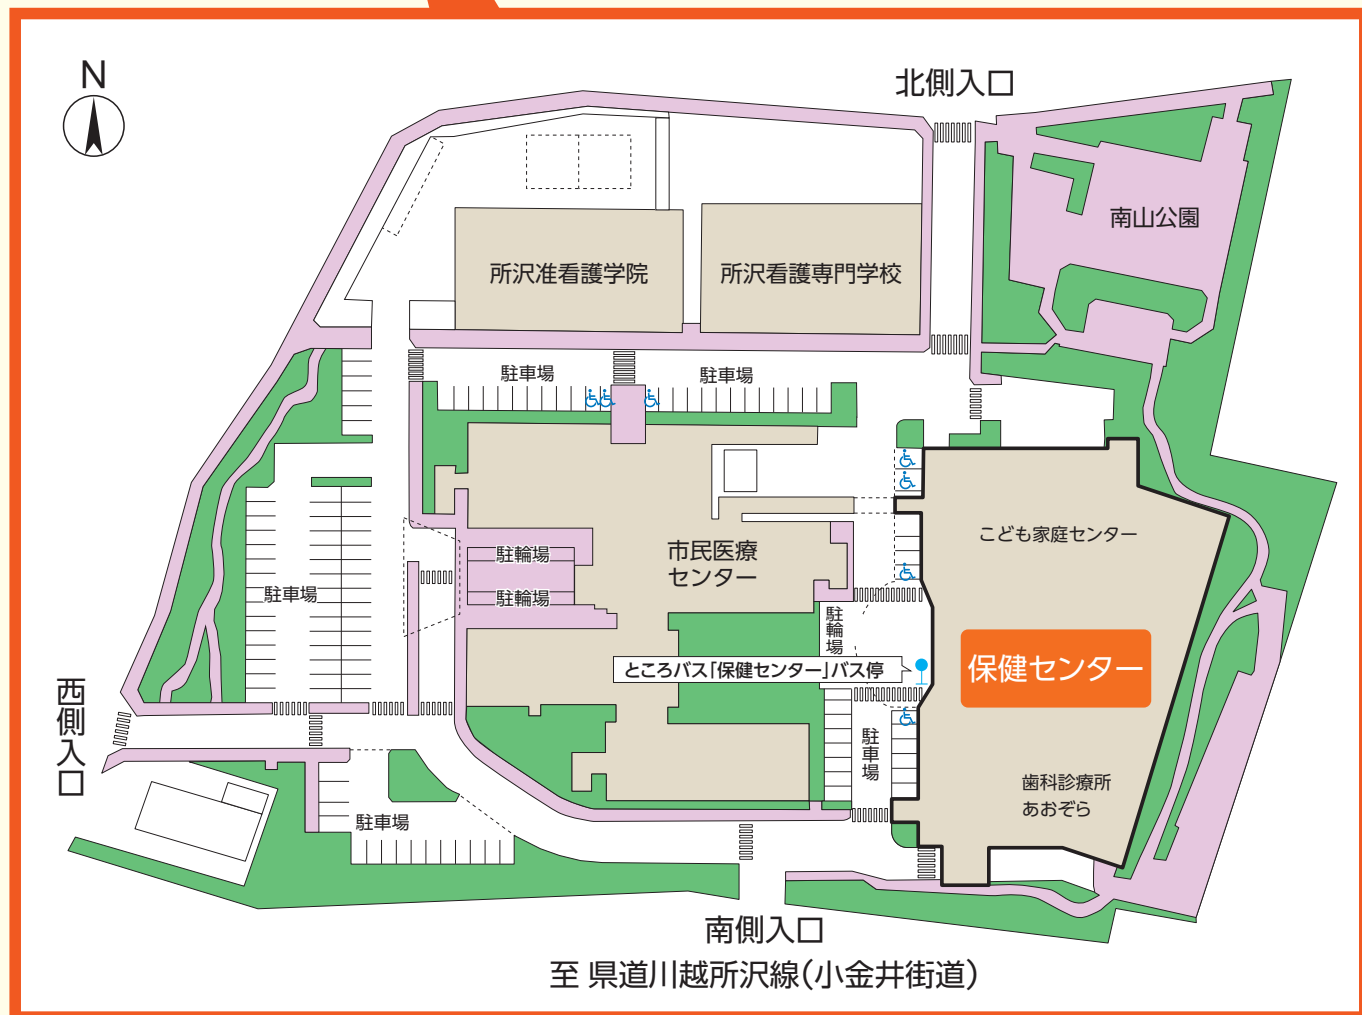 N
北側入口
南山公園
所沢准看護学院
所沢看護専門学校
駐車場
駐車場
こども家庭センター
市民医療
センター
駐輪場
駐輪場
駐車場
駐輪場
ところバス｢保健センター｣バス停
保健センター
西側入口
駐車場
歯科診療所
あおぞら
駐車場
南側入口
至 県道川越所沢線(小金井街道)